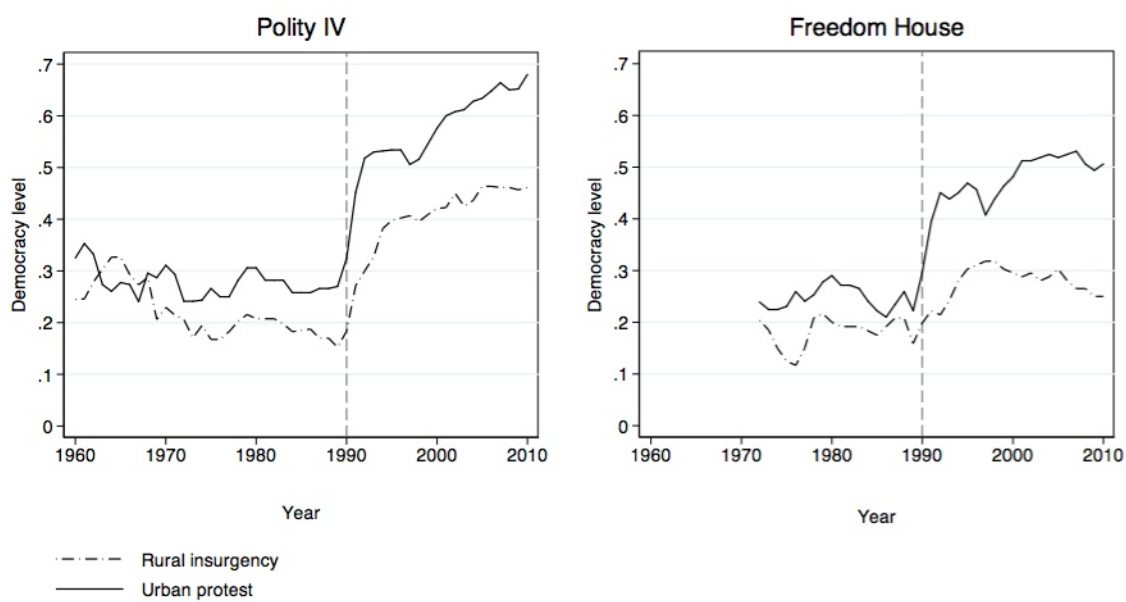 Polity IV
Democracy level
.7
.6
.5
.4
.3
.2
.1
0
1960 1970 1980 1990 2000 2010
Year
Freedom House
Democracy level
.7
.6
.5
.4
.3
.2
.1
0
1960 1970 1980 1990 2000 2010
Year
Rural insurgency
Urban protest